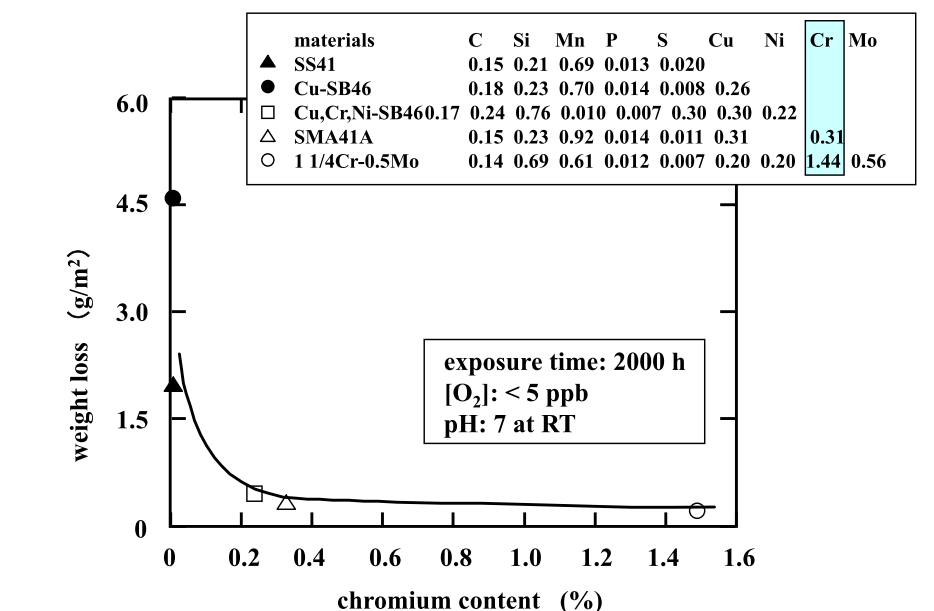 materials C Si Mn P S Cu Ni Cr Mo
▲ SS41 0.15 0.21 0.69 0.013 0.020
● Cu-SB46 0.18 0.23 0.70 0.014 0.008 0.26
□ Cu,Cr,Ni-SB460.17 0.24 0.76 0.010 0.007 0.30 0.30 0.22
△ SMA41A 0.15 0.23 0.92 0.014 0.011 0.31 0.31
○ 1 1/4Cr-0.5Mo 0.14 0.69 0.61 0.012 0.007 0.20 0.20 1.44 0.56
6.0
4.5
3.0
1.5
0
weight loss (g/m²)
exposure time: 2000 h
[O₂]: < 5 ppb
pH: 7 at RT
0 0.2 0.4 0.6 0.8 1.0 1.2 1.4 1.6
chromium content (%)